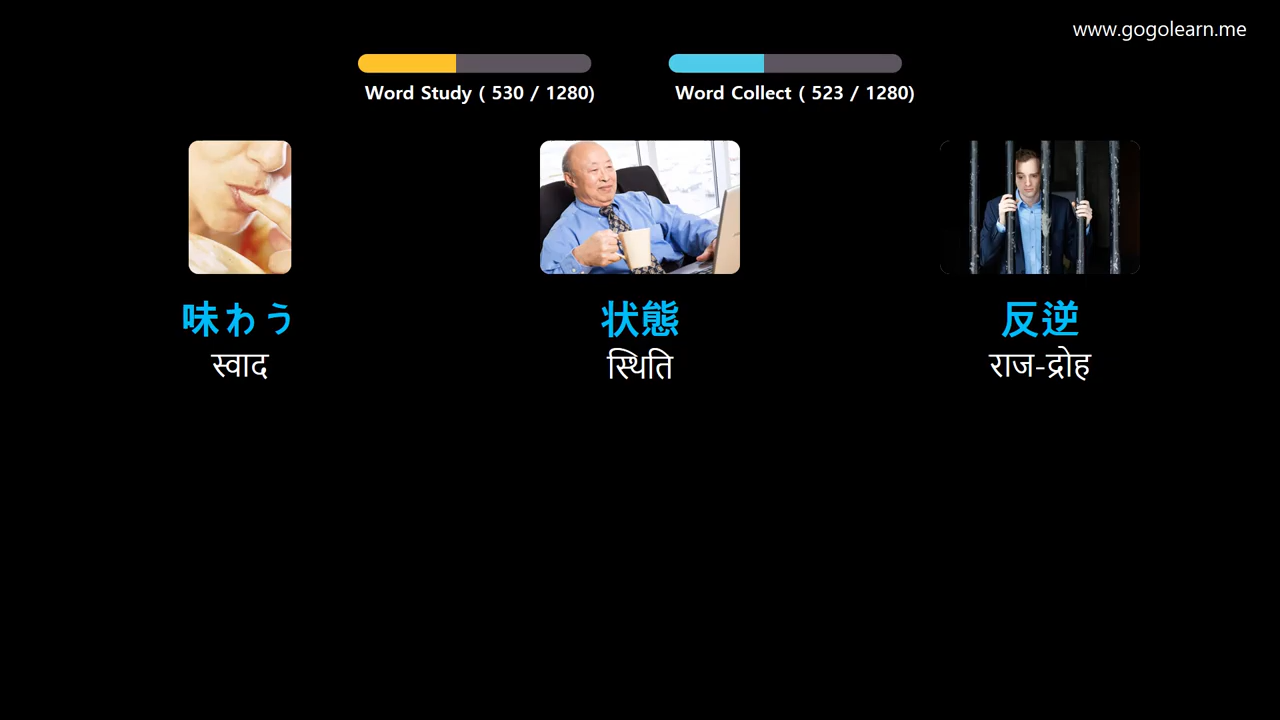 www.gogolearn.me
Word Study ( 530 / 1280)
Word Collect ( 523 / 1280)
味わう
状態
反逆
स्वाद
स्थिति
राज-द्रोह